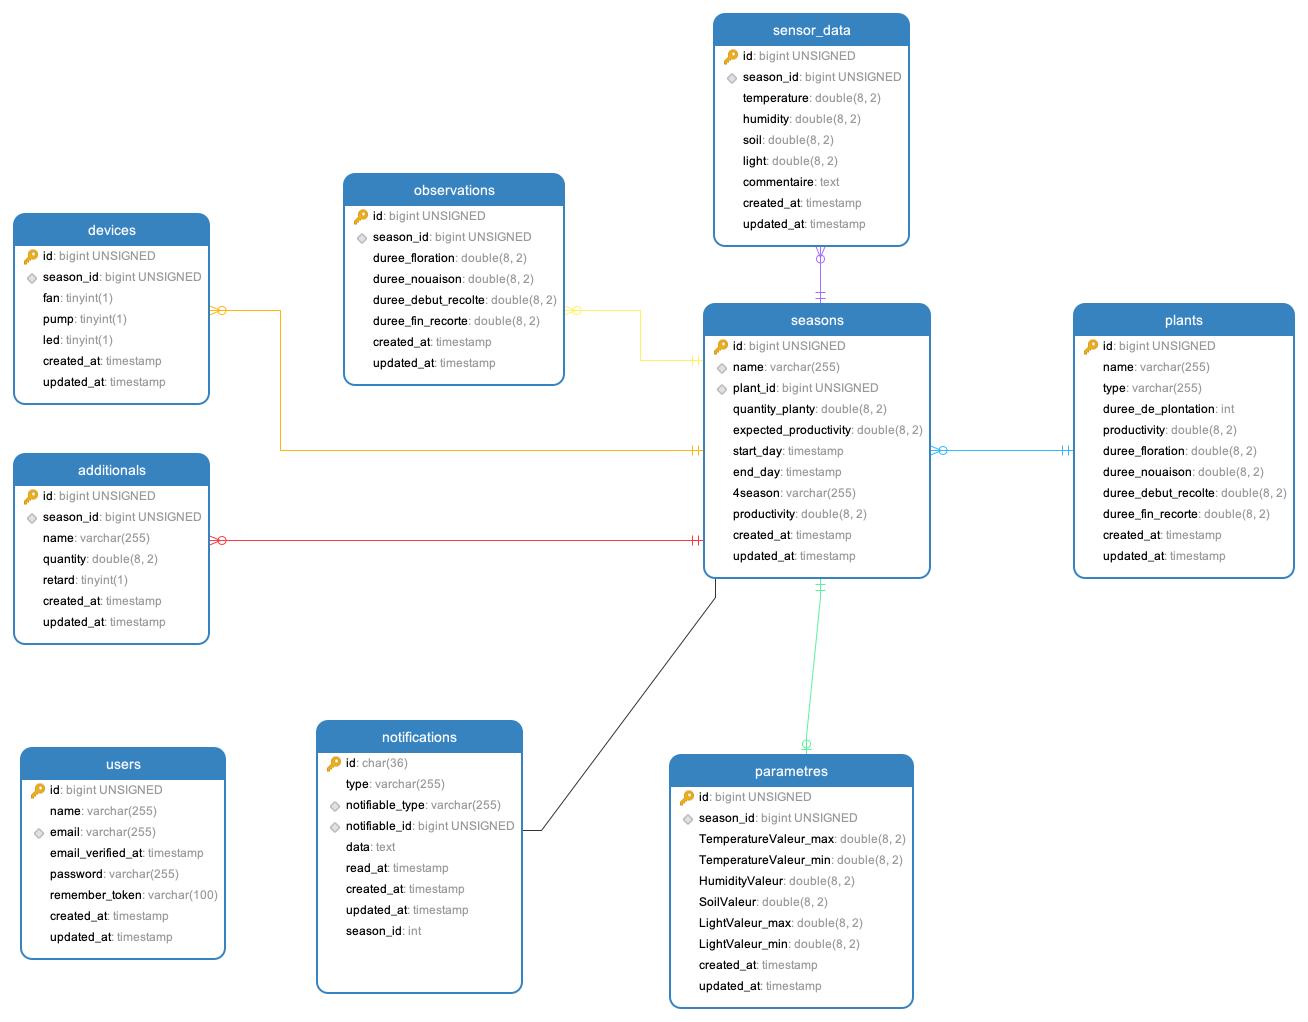 sensor_data
id: bigint UNSIGNED
season_id: bigint UNSIGNED
temperature: double(8, 2)
humidity: double(8, 2)
soil: double(8, 2)
light: double(8, 2)
commentaire: text
created_at: timestamp
updated_at: timestamp
observations
id: bigint UNSIGNED
season_id: bigint UNSIGNED
duree_floration: double(8, 2)
duree_nouaison: double(8, 2)
duree_debut_recolte: double(8, 2)
duree_fin_recorte: double(8, 2)
created_at: timestamp
updated_at: timestamp
devices
id: bigint UNSIGNED
season_id: bigint UNSIGNED
fan: tinyint(1)
pump: tinyint(1)
led: tinyint(1)
created_at: timestamp
updated_at: timestamp
seasons
id: bigint UNSIGNED
name: varchar(255)
plant_id: bigint UNSIGNED
quantity_planty: double(8, 2)
expected_productivity: double(8, 2)
start_day: timestamp
end_day: timestamp
4season: varchar(255)
productivity: double(8, 2)
created_at: timestamp
updated_at: timestamp
plants
id: bigint UNSIGNED
name: varchar(255)
type: varchar(255)
duree_de_plontation: int
productivity: double(8, 2)
duree_floration: double(8, 2)
duree_nouaison: double(8, 2)
duree_debut_recolte: double(8, 2)
duree_fin_recorte: double(8, 2)
created_at: timestamp
updated_at: timestamp
additionals
id: bigint UNSIGNED
season_id: bigint UNSIGNED
name: varchar(255)
quantity: double(8, 2)
retard: tinyint(1)
created_at: timestamp
updated_at: timestamp
users
id: bigint UNSIGNED
name: varchar(255)
email: varchar(255)
email_verified_at: timestamp
password: varchar(255)
remember_token: varchar(100)
created_at: timestamp
updated_at: timestamp
notifications
id: char(36)
type: varchar(255)
notifiable_type: varchar(255)
notifiable_id: bigint UNSIGNED
data: text
read_at: timestamp
created_at: timestamp
updated_at: timestamp
season_id: int
parametres
id: bigint UNSIGNED
season_id: bigint UNSIGNED
TemperatureValeur_max: double(8, 2)
TemperatureValeur_min: double(8, 2)
HumidityValeur: double(8, 2)
SoilValeur: double(8, 2)
LightValeur_max: double(8, 2)
LightValeur_min: double(8, 2)
created_at: timestamp
updated_at: timestamp